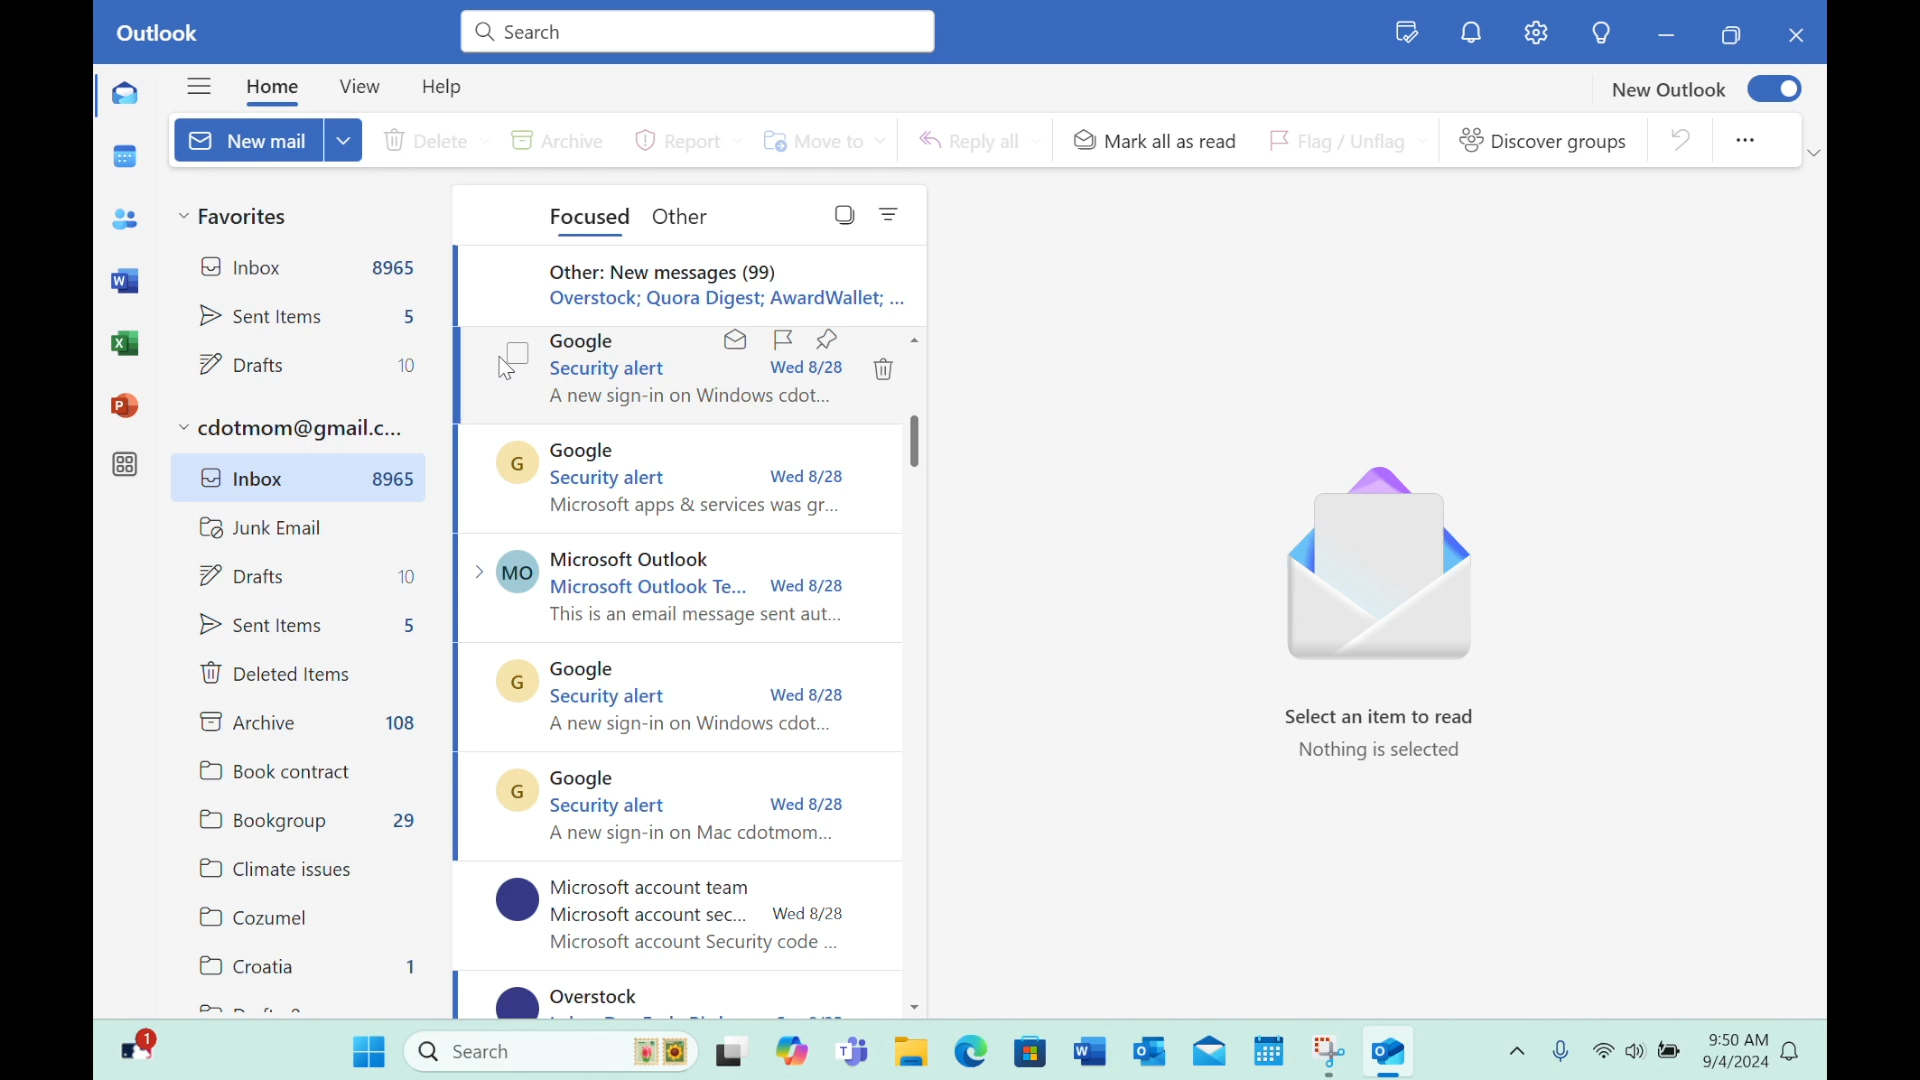 Outlook
Search
Home View Help
New Outlook
New mail Delete Archive Report Move to Reply all Mark all as read Flag / Unflag Discover groups
Favorites
Inbox 8965
Sent Items 5
Drafts 10
cdotmom@gmail.c...
Inbox 8965
Junk Email
Drafts 10
Sent Items 5
Deleted Items
Archive 108
Book contract
Bookgroup 29
Climate issues
Cozumel
Croatia 1
Focused Other
Other: New messages (99)
Overstock; Quora Digest; AwardWallet; ...
Google
Security alert Wed 8/28
A new sign-in on Windows cdot...
G
Google
Security alert Wed 8/28
Microsoft apps & services was gr...
MO
Microsoft Outlook
Microsoft Outlook Te... Wed 8/28
This is an email message sent aut...
G
Google
Security alert Wed 8/28
A new sign-in on Windows cdot...
G
Google
Security alert Wed 8/28
A new sign-in on Mac cdotmom...
Microsoft account team
Microsoft account sec... Wed 8/28
Microsoft account Security code ...
Overstock
Select an item to read
Nothing is selected
1
Search
9:50 AM
9/4/2024